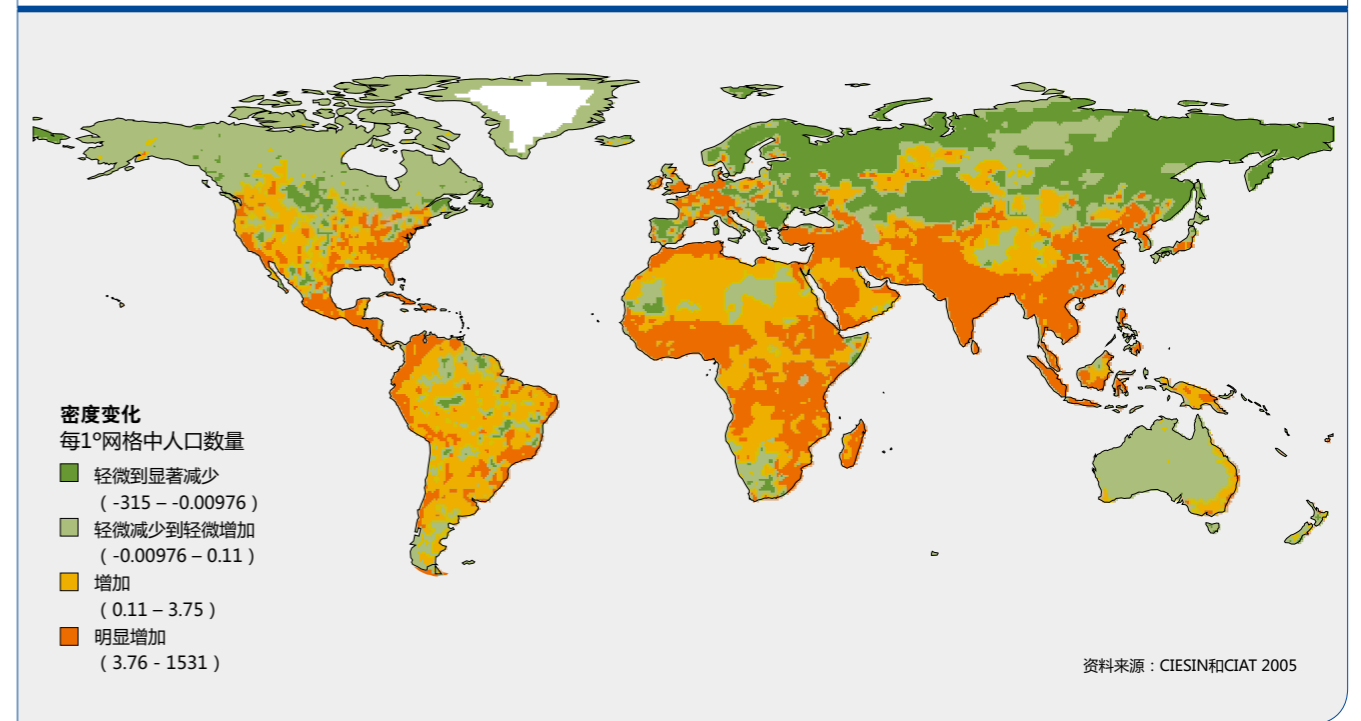 密度变化
每1º网格中人口数量
轻微到显著减少
（-315 – -0.00976）
轻微减少到轻微增加
（-0.00976 – 0.11）
增加
（0.11 – 3.75）
明显增加
（3.76 - 1531）
资料来源：CIESIN和CIAT 2005